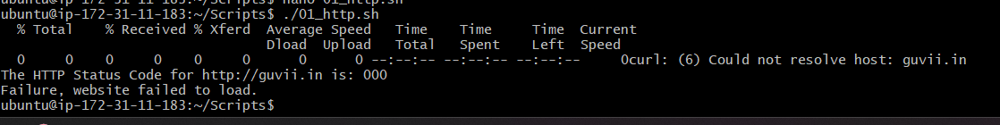 ubuntu@ip-172-31-11-183:~/Scripts$ nano 01_http.sh
ubuntu@ip-172-31-11-183:~/Scripts$ ./01_http.sh
  % Total    % Received % Xferd  Average Speed   Time    Time     Time  Current
                                 Dload  Upload   Total   Spent    Left  Speed
  0     0    0     0    0     0      0      0 --:--:-- --:--:-- --:--:--     0curl: (6) Could not resolve host: guvii.in
The HTTP Status Code for http://guvii.in is: 000
Failure, website failed to load.
ubuntu@ip-172-31-11-183:~/Scripts$